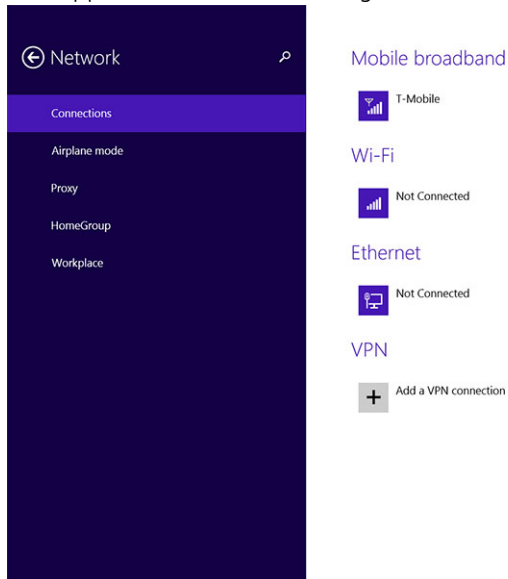 Network
Connections
Airplane mode
Proxy
HomeGroup
Workplace
Mobile broadband
T-Mobile
Wi-Fi
Not Connected
Ethernet
Not Connected
VPN
Add a VPN connection